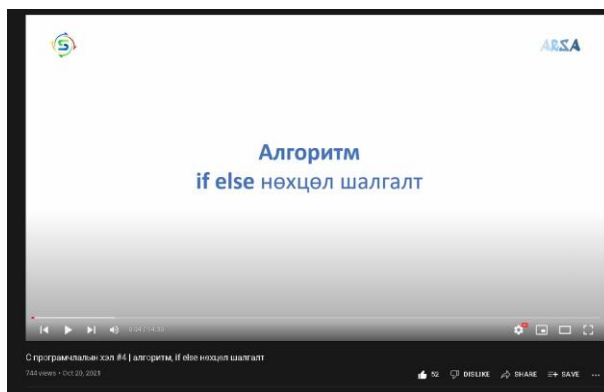 S
ARSA
Алгоритм
if else нөхцөл шалгалт
С програмчлалын хэл #4 | алгоритм, if else нөхцөл шалгалт
744 views • Oct 20, 2021
52 DISLIKE SHARE SAVE ...